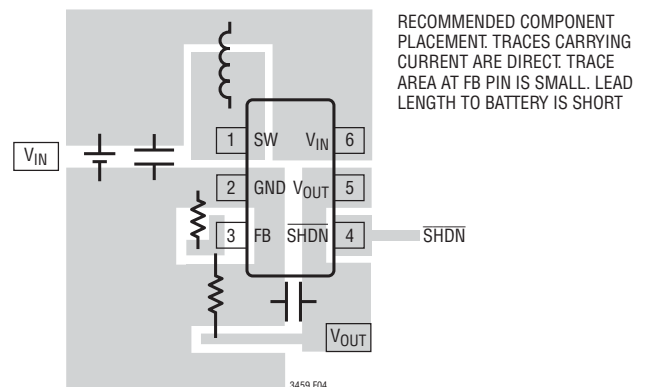 RECOMMENDED COMPONENT
PLACEMENT. TRACES CARRYING
CURRENT ARE DIRECT. TRACE
AREA AT FB PIN IS SMALL. LEAD
LENGTH TO BATTERY IS SHORT
1 SW VIN 6
VIN
2 GND VOUT 5
3 FB SHDN 4 SHDN
VOUT
3459 F04